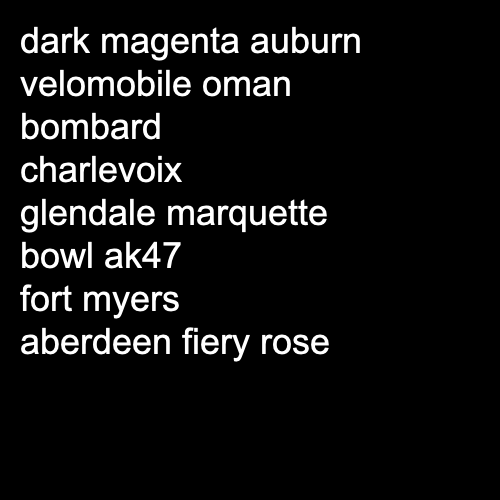 dark magenta auburn
velomobile oman
bombard
charlevoix
glendale marquette
bowl ak47
fort myers
aberdeen fiery rose